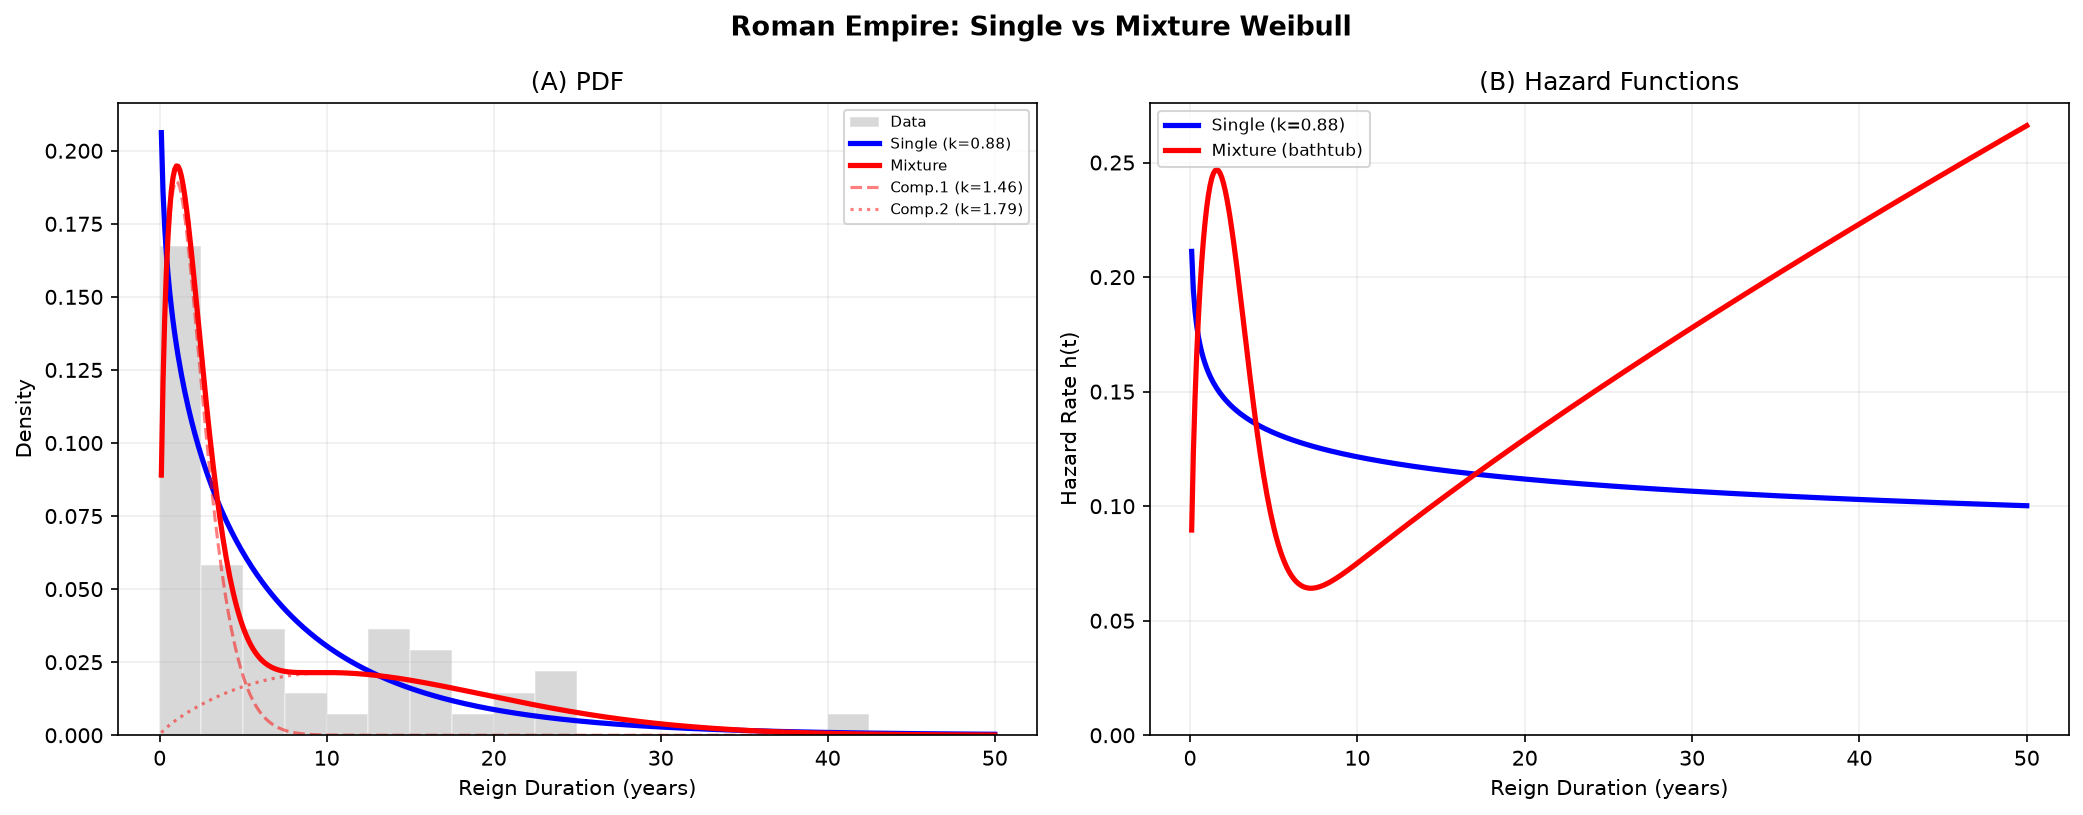 Roman Empire: Single vs Mixture Weibull
(A) PDF
Density
0.200
0.175
0.150
0.125
0.100
0.075
0.050
0.025
0.000
Data
Single (k=0.88)
Mixture
Comp.1 (k=1.46)
Comp.2 (k=1.79)
0 10 20 30 40 50
Reign Duration (years)
(B) Hazard Functions
Hazard Rate h(t)
0.25
0.20
0.15
0.10
0.05
0.00
Single (k=0.88)
Mixture (bathtub)
0 10 20 30 40 50
Reign Duration (years)